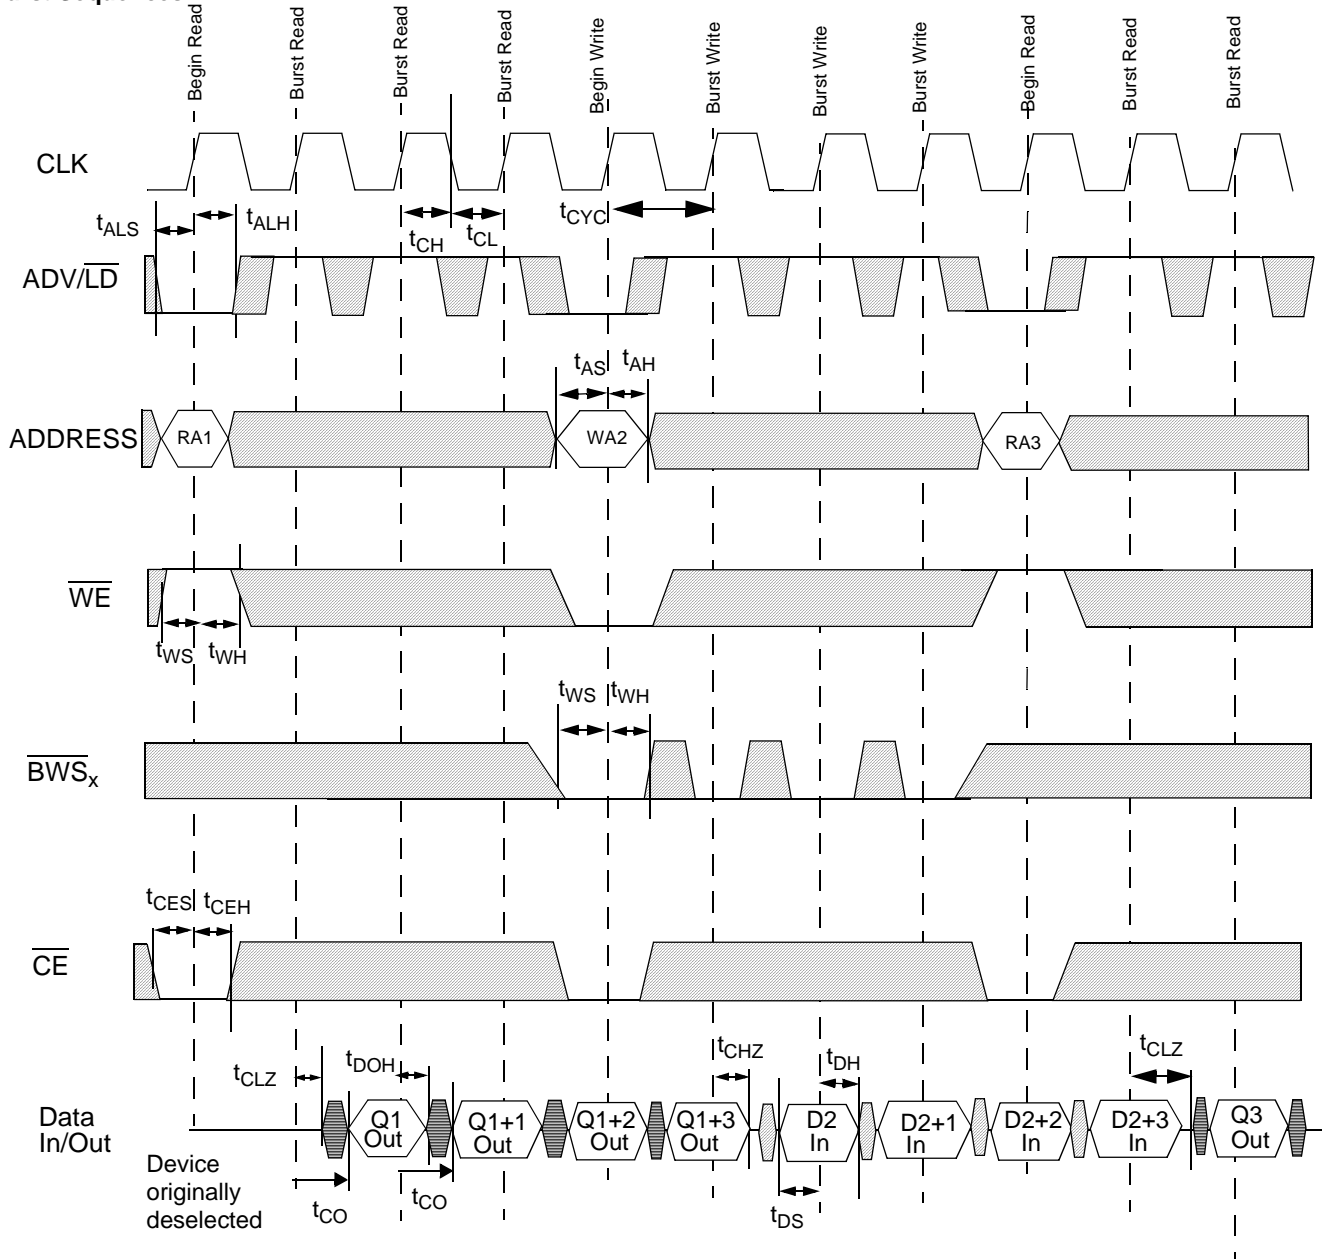 Begin Read
Burst Read
Burst Read
Burst Read
Begin Write
Burst Write
Burst Write
Burst Write
Begin Read
Burst Read
Burst Read
CLK
tALS
tALH
tCH
tCL
tCYC
ADV/LD
tAS
tAH
ADDRESS
RA1
WA2
RA3
WE
tWS
tWH
tWS
tWH
BWSx
tCES
tCEH
CE
tCLZ
tDOH
tCHZ
tDH
tCLZ
Data
In/Out
Q1
Out
Q1+1
Out
Q1+2
Out
Q1+3
Out
D2
In
D2+1
In
D2+2
In
D2+3
In
Q3
Out
Device
originally
deselected
tCO
tCO
tDS